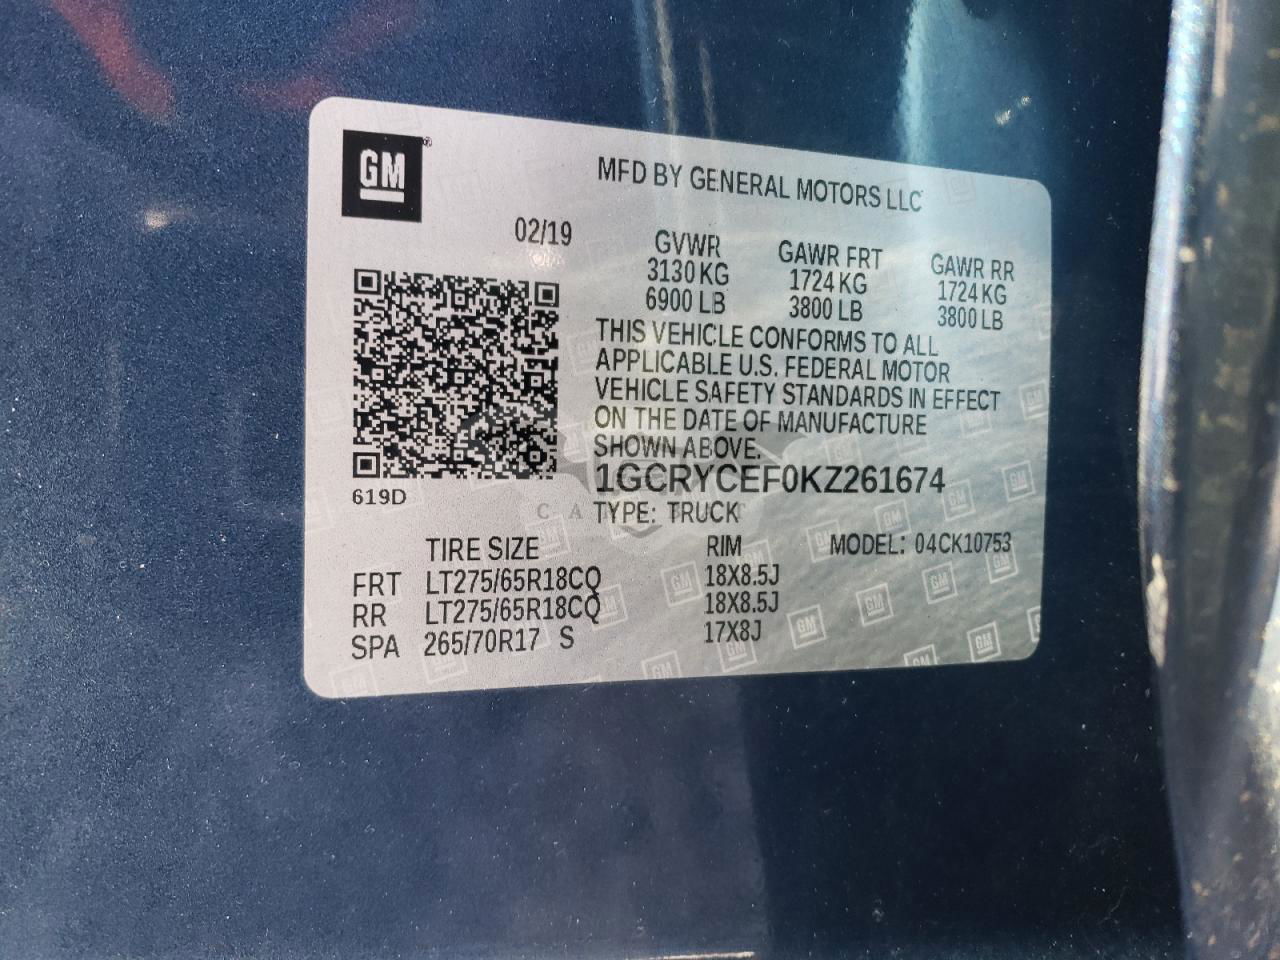 GM
MFD BY GENERAL MOTORS LLC
02/19
GVWR GAWR FRT GAWR RR
3130 KG 1724 KG 1724 KG
6900 LB 3800 LB 3800 LB
THIS VEHICLE CONFORMS TO ALL
APPLICABLE U.S. FEDERAL MOTOR
VEHICLE SAFETY STANDARDS IN EFFECT
ON THE DATE OF MANUFACTURE
SHOWN ABOVE.
1GCRYCEF0KZ261674
619D
TYPE: TRUCK
TIRE SIZE RIM MODEL: 04CK10753
FRT LT275/65R18CQ 18X8.5J
RR LT275/65R18CQ 18X8.5J
SPA 265/70R17 S 17X8J